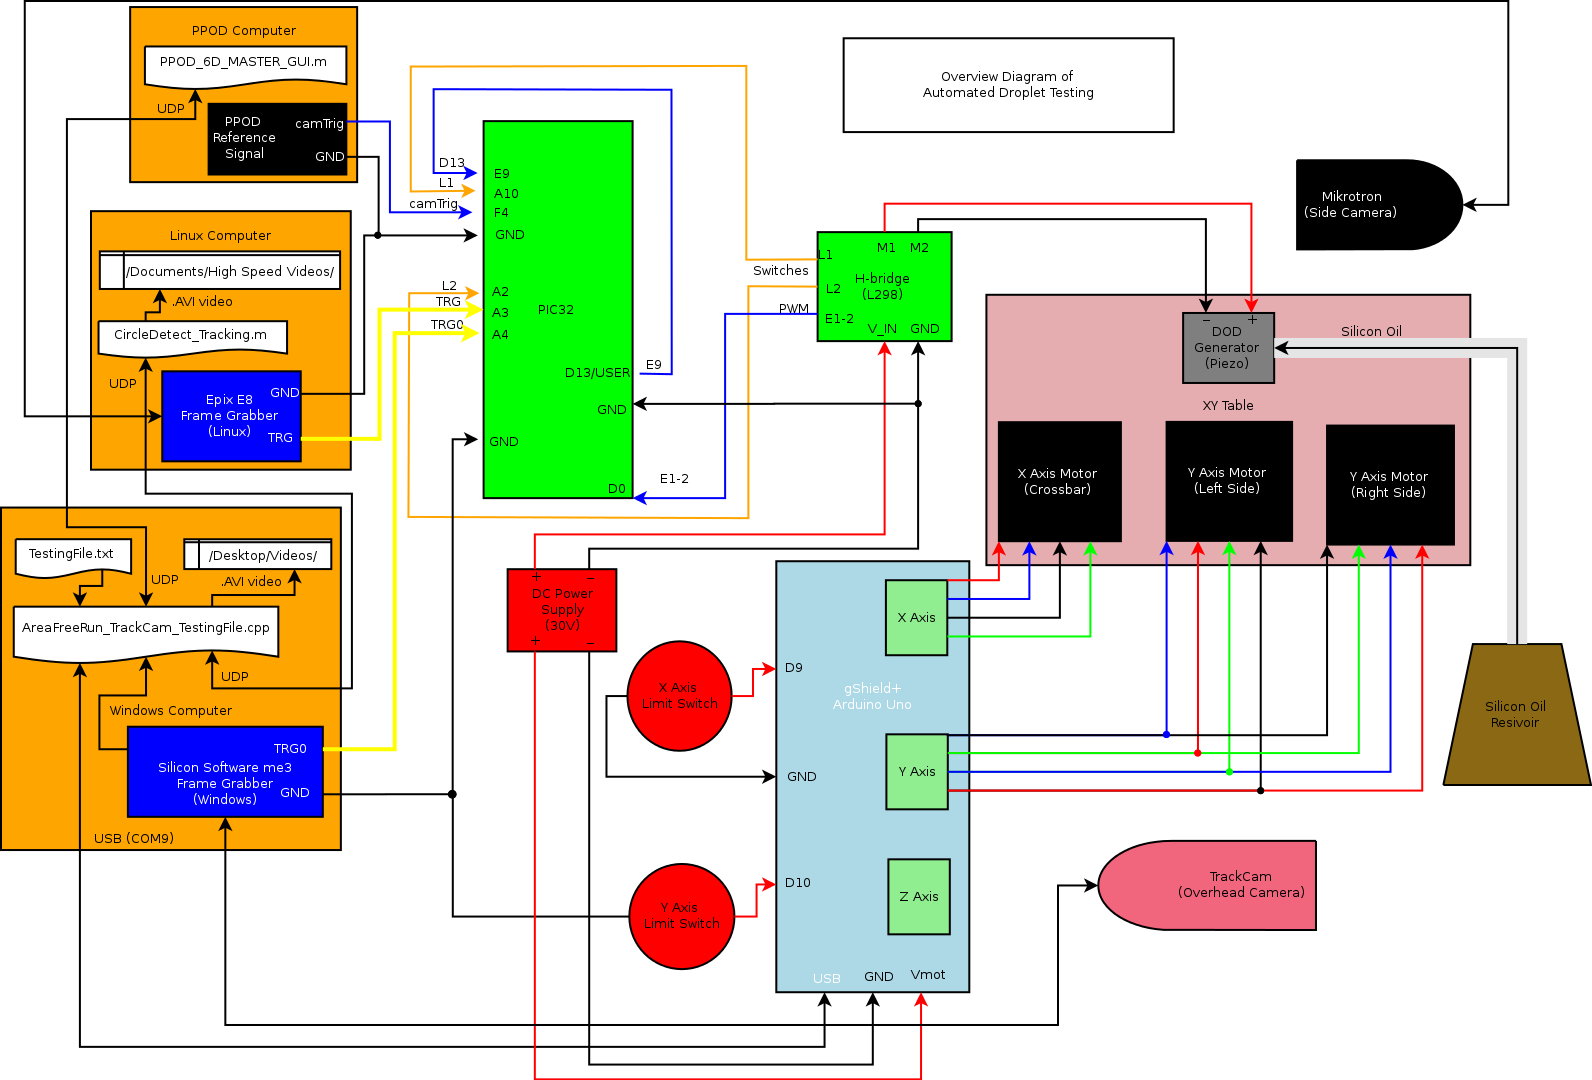 PPOD Computer
PPOD_6D_MASTER_GUI.m
UDP
PPOD
Reference
Signal
camTrig
GND
Overview Diagram of
Automated Droplet Testing
Mikrotron
(Side Camera)
Linux Computer
/Documents/High Speed Videos/
.AVI video
CircleDetect_Tracking.m
UDP
Epix E8
Frame Grabber
(Linux)
GND
TRG
D13
L1
camTrig
E9
A10
F4
GND
L2
TRG
TRG0
A2
A3
A4
PIC32
D13/USER
E9
GND
GND
D0
E1-2
Switches
PWM
L1
L2
E1-2
M1
M2
H-bridge
(L298)
V_IN
GND
Silicon Oil
–
+
DOD
Generator
(Piezo)
XY Table
X Axis Motor
(Crossbar)
Y Axis Motor
(Left Side)
Y Axis Motor
(Right Side)
TestingFile.txt
/Desktop/Videos/
UDP
.AVI video
AreaFreeRun_TrackCam_TestingFile.cpp
UDP
Windows Computer
TRG0
Silicon Software me3
Frame Grabber
(Windows)
GND
USB (COM9)
+
–
DC Power
Supply
(30V)
+
–
X Axis
Limit Switch
Y Axis
Limit Switch
D9
GND
D10
gShield+
Arduino Uno
X Axis
Y Axis
Z Axis
USB
GND
Vmot
Silicon Oil
Resivoir
TrackCam
(Overhead Camera)